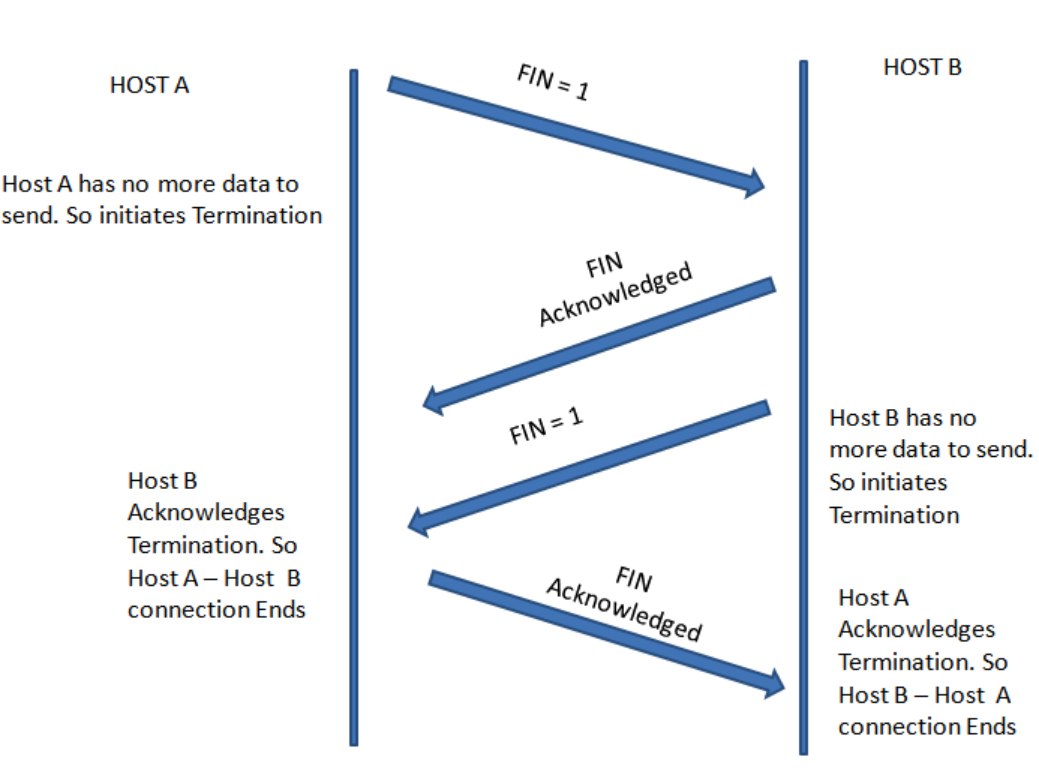 HOST A
HOST B
FIN = 1
Host A has no more data to
send. So initiates Termination
FIN
Acknowledged
FIN = 1
Host B has no
more data to send.
So initiates
Termination
Host B
Acknowledges
Termination. So
Host A – Host  B
connection Ends
FIN
Acknowledged
Host A
Acknowledges
Termination. So
Host B – Host  A
connection Ends